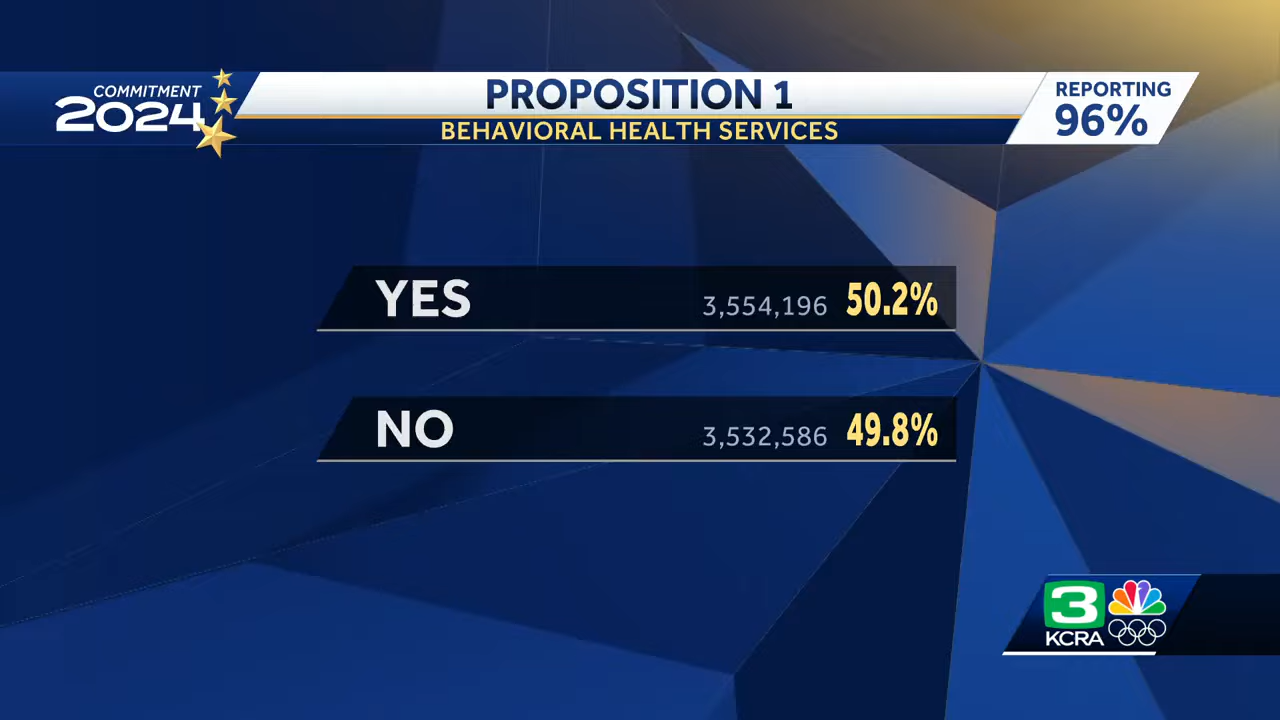 COMMITMENT
2024
PROPOSITION 1
BEHAVIORAL HEALTH SERVICES
REPORTING
96%
YES 3,554,196 50.2%
NO 3,532,586 49.8%
3
KCRA